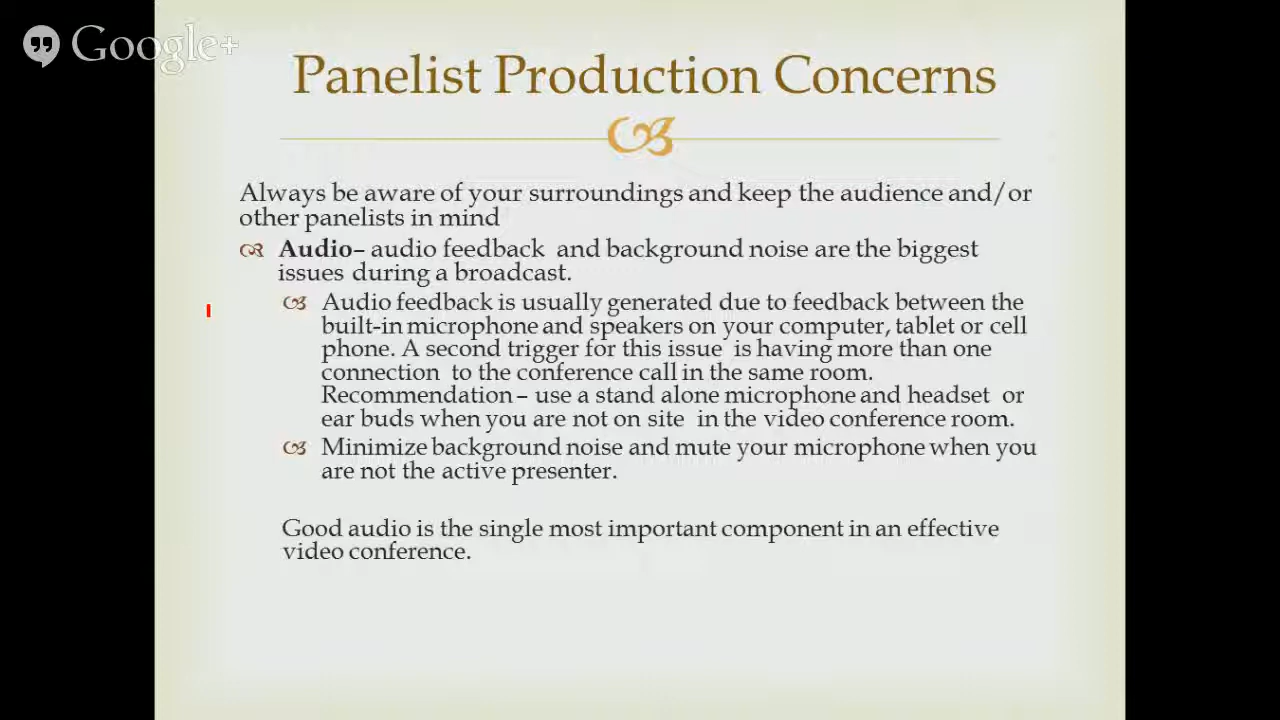 Google+
Panelist Production Concerns
Always be aware of your surroundings and keep the audience and/or
other panelists in mind
Audio– audio feedback and background noise are the biggest
issues during a broadcast.
Audio feedback is usually generated due to feedback between the
built-in microphone and speakers on your computer, tablet or cell
phone. A second trigger for this issue is having more than one
connection to the conference call in the same room.
Recommendation – use a stand alone microphone and headset or
ear buds when you are not on site in the video conference room.
Minimize background noise and mute your microphone when you
are not the active presenter.
Good audio is the single most important component in an effective
video conference.